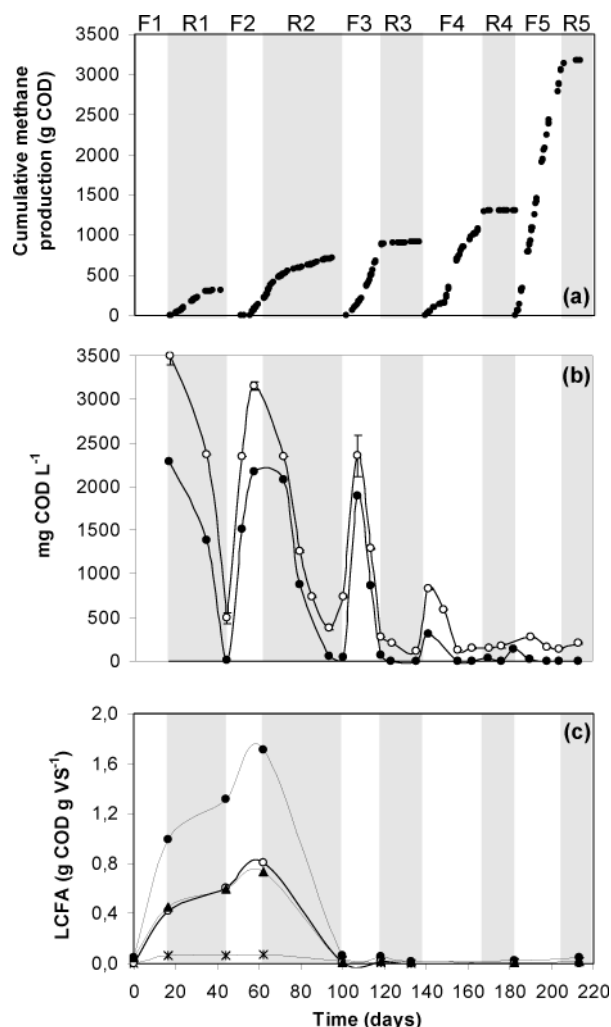 F1 R1 F2 R2 F3 R3 F4 R4 F5 R5
Cumulative methane
production (g COD)
3500
3000
2500
2000
1500
1000
500
0
(a)
mg COD L-1
3500
3000
2500
2000
1500
1000
500
0
(b)
LCFA (g COD g VS-1)
2,0
1,6
1,2
0,8
0,4
0,0
(c)
0 20 40 60 80 100 120 140 160 180 200 220
Time (days)